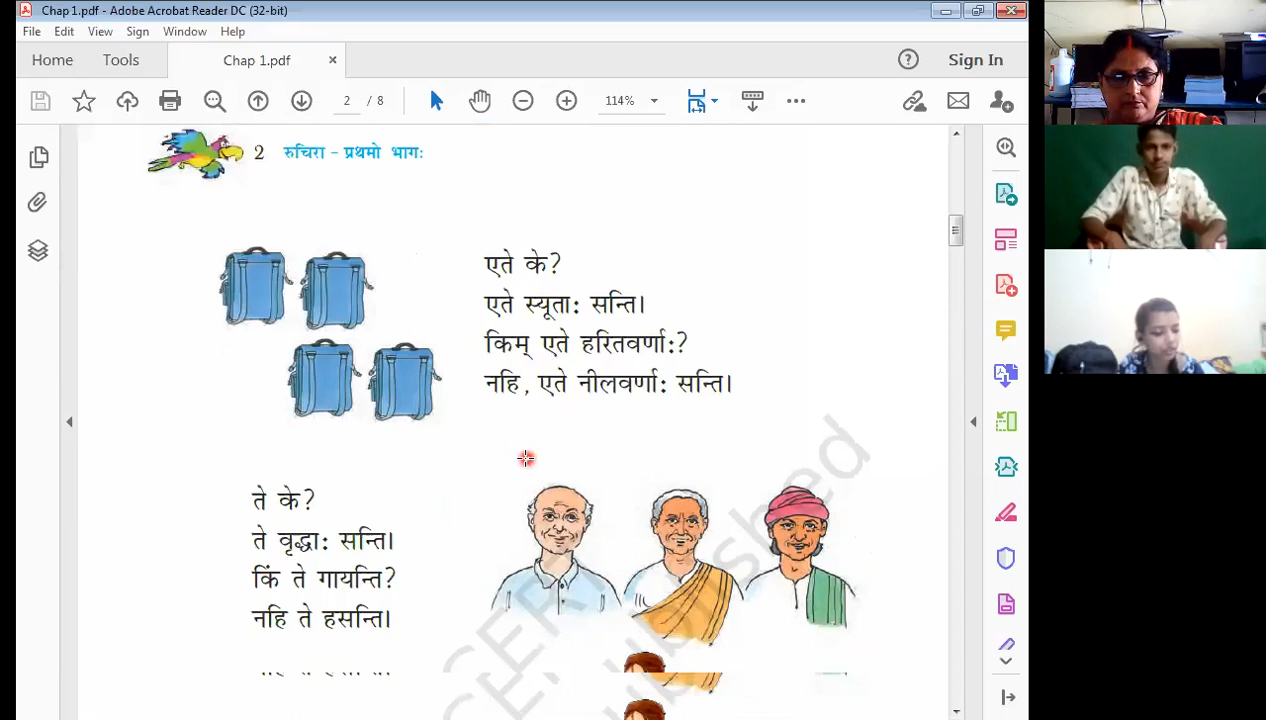 Chap 1.pdf - Adobe Acrobat Reader DC (32-bit)
File Edit View Sign Window Help
Home Tools Chap 1.pdf × Sign In
2 / 8 114%
2 रुचिरा - प्रथमो भागः
एते के?
एते स्यूताः सन्ति।
किम् एते हरितवर्णाः?
नहि, एते नीलवर्णाः सन्ति।
ते के?
ते वृद्धाः सन्ति।
किं ते गायन्ति?
नहि ते हसन्ति।